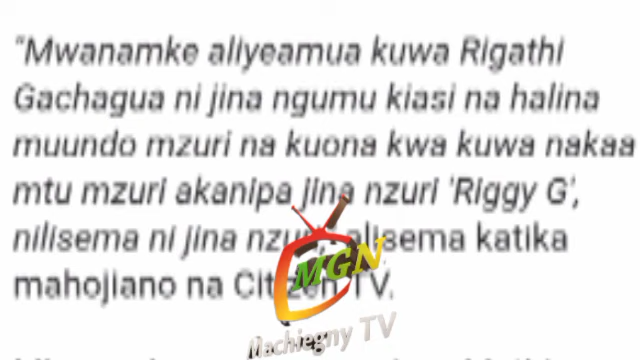 “Mwanamke aliyeamua kuwa Rigathi
Gachagua ni jina ngumu kiasi na halina
muundo mzuri na kuona kwa kuwa nakaa
mtu mzuri akanipa jina nzuri 'Riggy G',
nilisema ni jina nzuri," alisema katika
mahojiano na Citizen TV.
MGN
Machiegny TV